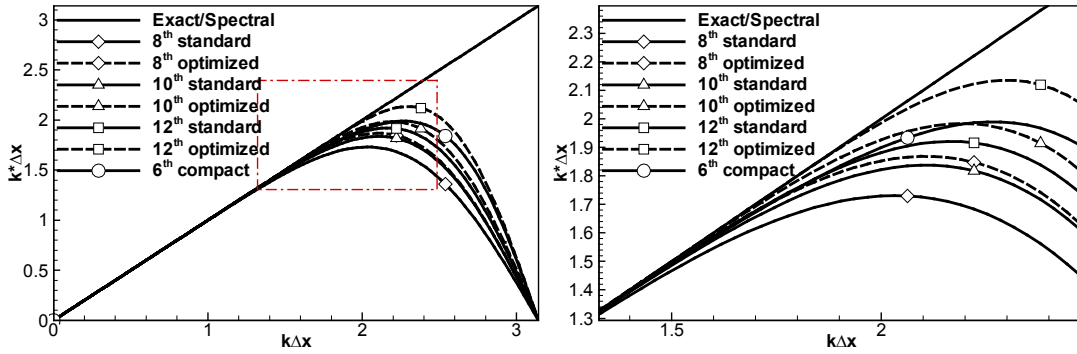 Exact/Spectral
8th standard
8th optimized
10th standard
10th optimized
12th standard
12th optimized
6th compact
k*Δx
3
2.5
2
1.5
1
0.5
0
0
1
2
3
kΔx
Exact/Spectral
8th standard
8th optimized
10th standard
10th optimized
12th standard
12th optimized
6th compact
k*Δx
2.3
2.2
2.1
2
1.9
1.8
1.7
1.6
1.5
1.4
1.3
1.5
2
kΔx